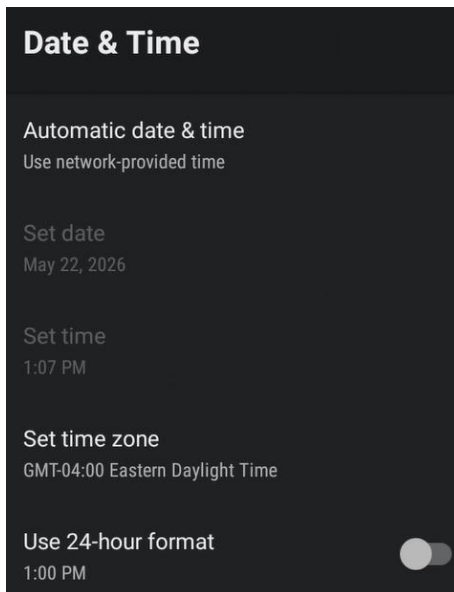 Date & Time
Automatic date & time
Use network-provided time
Set date
May 22, 2026
Set time
1:07 PM
Set time zone
GMT-04:00 Eastern Daylight Time
Use 24-hour format
1:00 PM